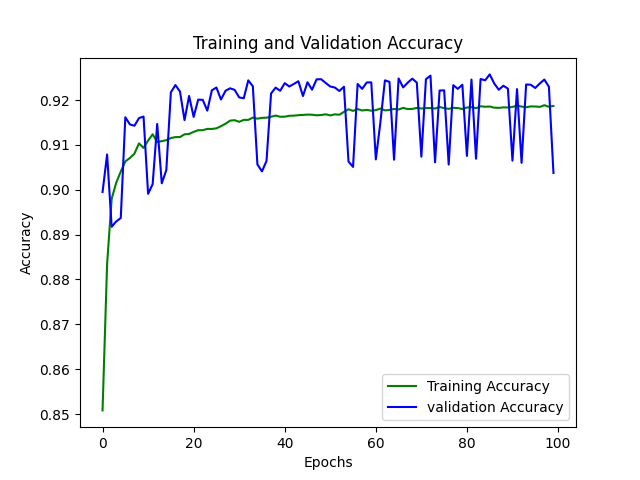 Training and Validation Accuracy
0.92
0.91
0.90
0.89
0.88
0.87
0.86
0.85
Accuracy
0 20 40 60 80 100
Epochs
Training Accuracy
validation Accuracy